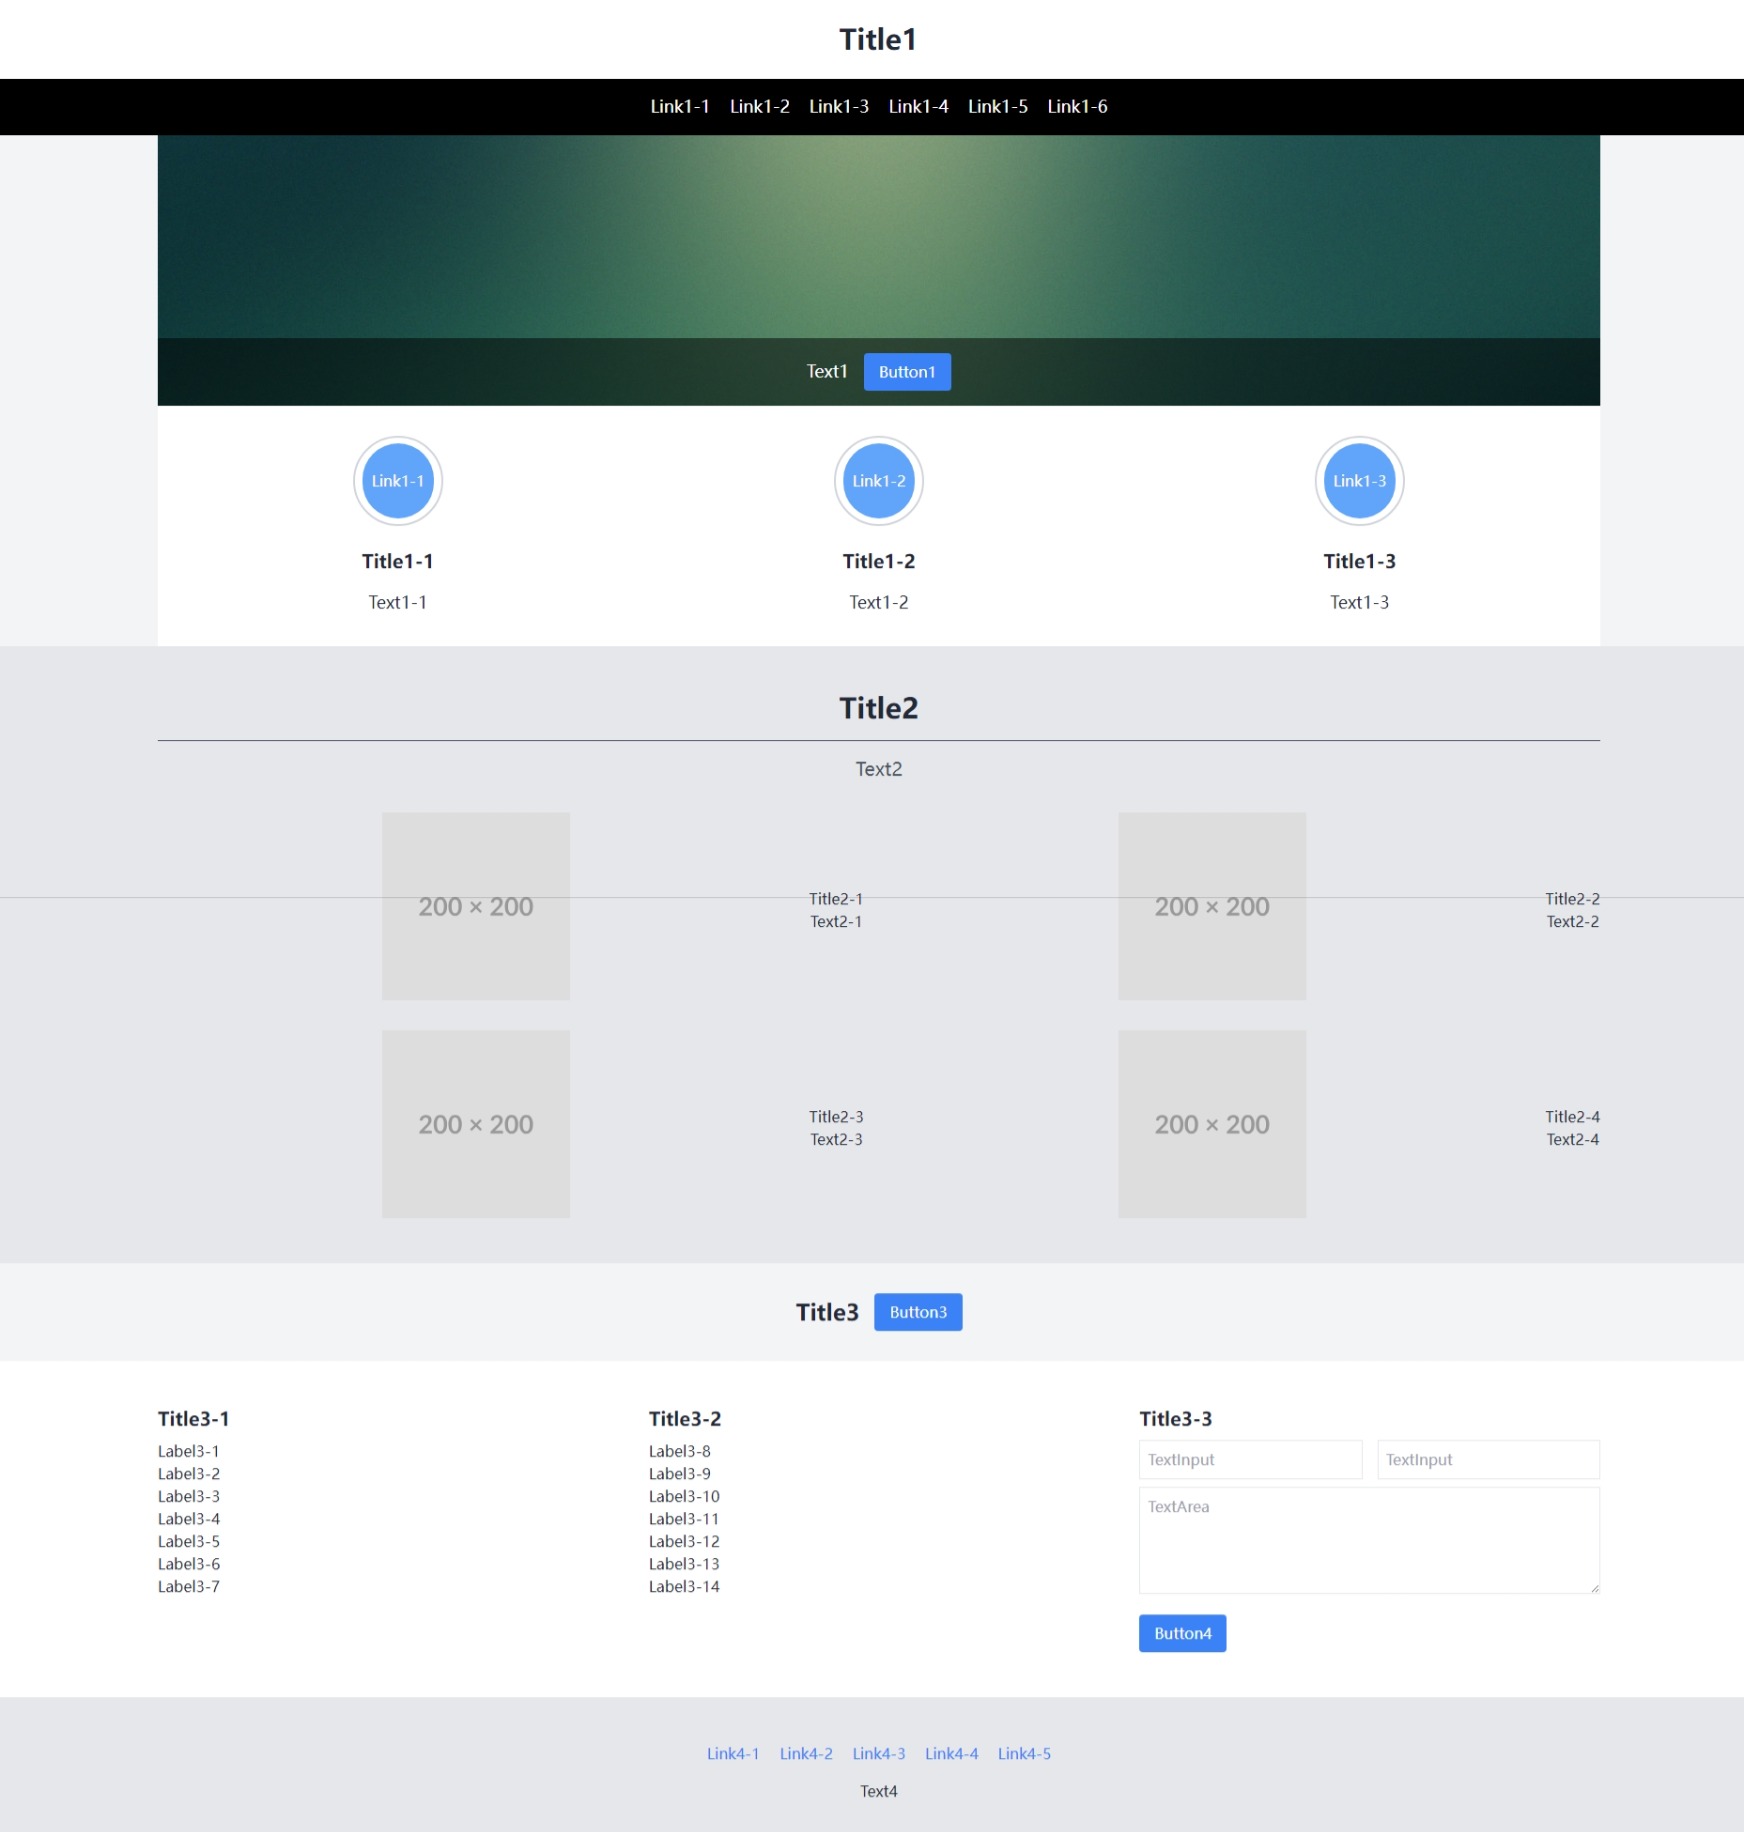 Title1
Link1-1 Link1-2 Link1-3 Link1-4 Link1-5 Link1-6
Text1 Button1
Link1-1 Link1-2 Link1-3
Title1-1 Title1-2 Title1-3
Text1-1 Text1-2 Text1-3
Title2
Text2
200 × 200
Title2-1
Text2-1
200 × 200
Title2-2
Text2-2
200 × 200
Title2-3
Text2-3
200 × 200
Title2-4
Text2-4
Title3 Button3
Title3-1
Label3-1
Label3-2
Label3-3
Label3-4
Label3-5
Label3-6
Label3-7
Title3-2
Label3-8
Label3-9
Label3-10
Label3-11
Label3-12
Label3-13
Label3-14
Title3-3
TextInput TextInput
TextArea
Button4
Link4-1 Link4-2 Link4-3 Link4-4 Link4-5
Text4